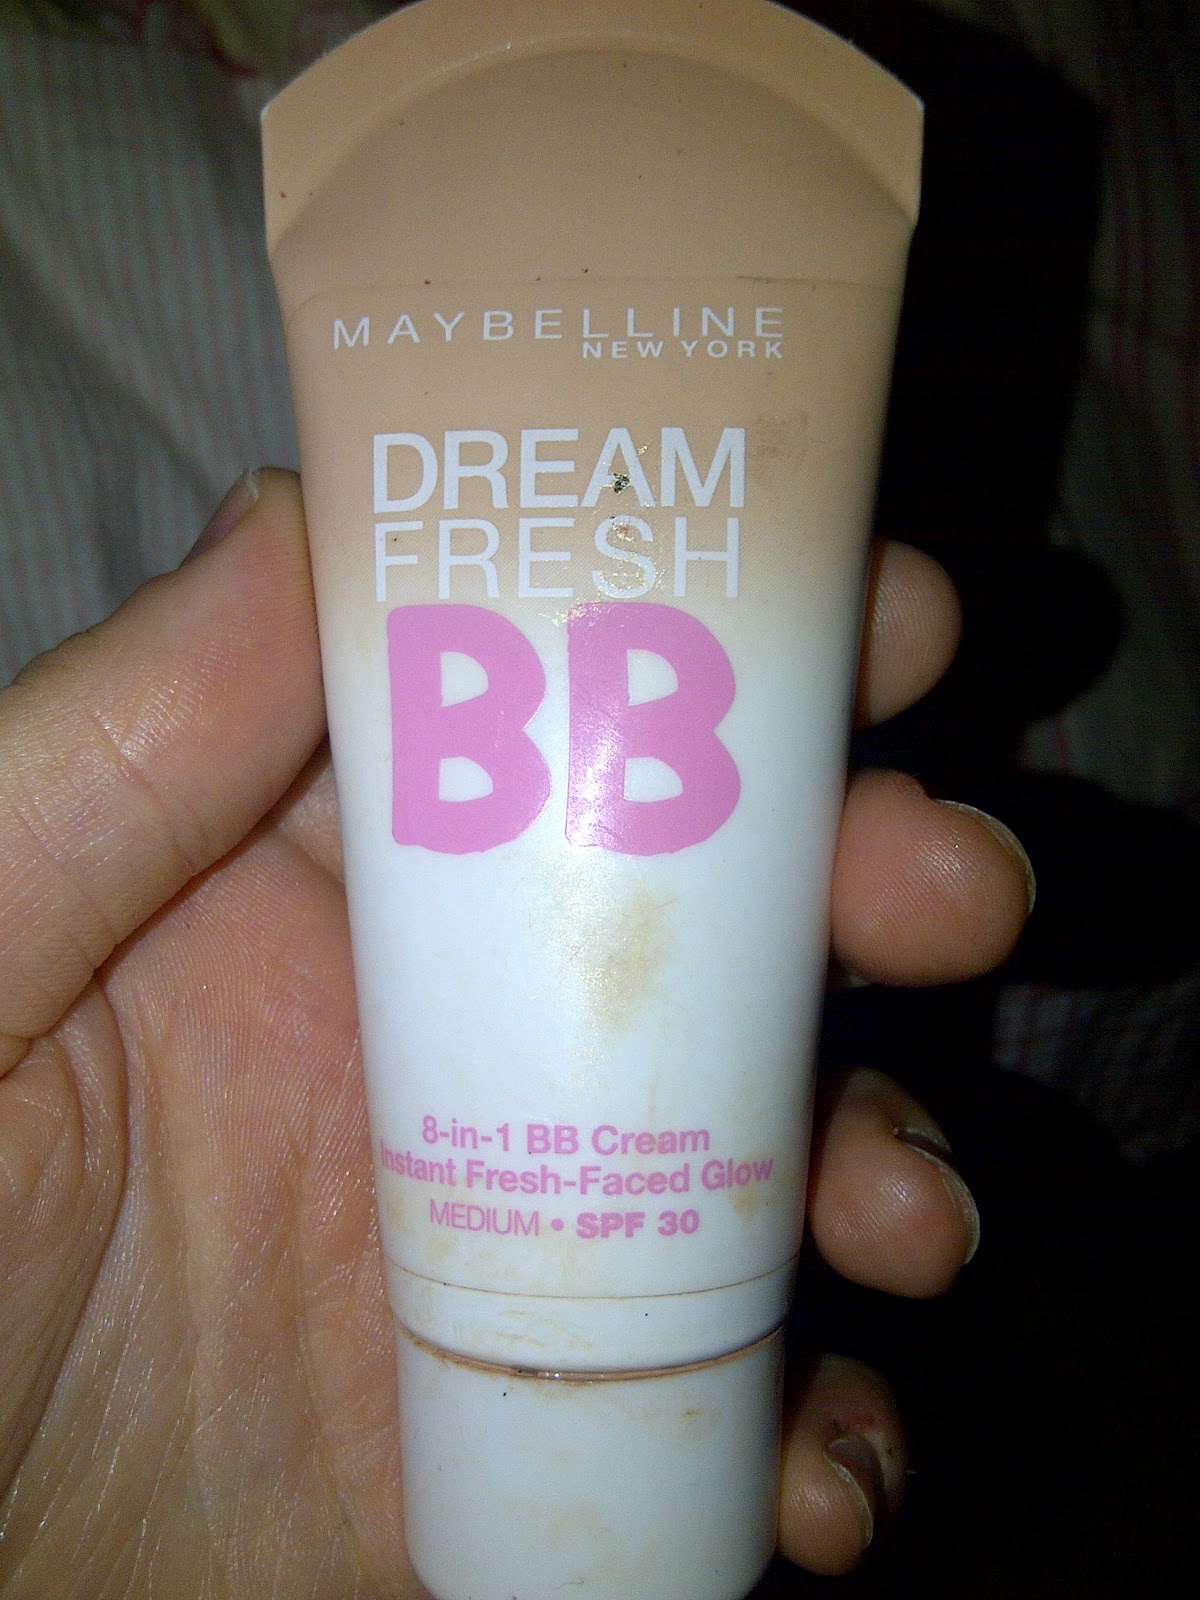 MAYBELLINE
NEW YORK
DREAM
FRESH
BB
8-in-1 BB Cream
Instant Fresh-Faced Glow
MEDIUM • SPF 30